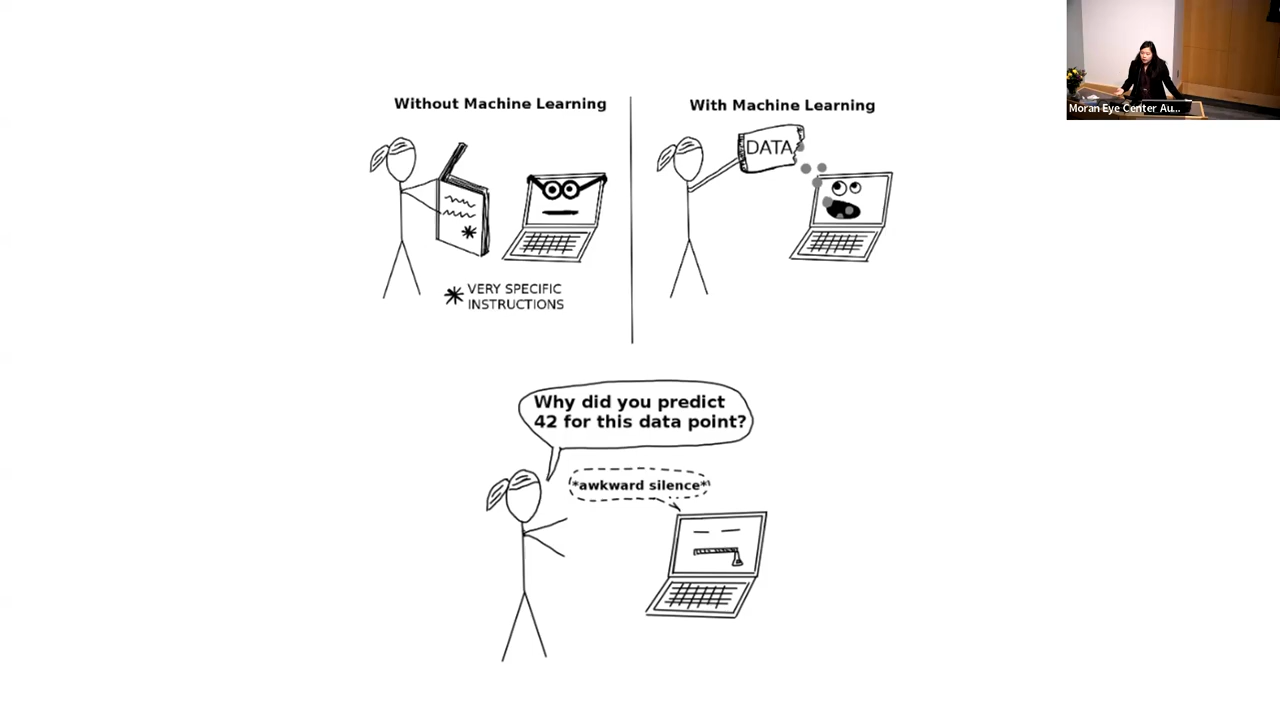 Without Machine Learning
With Machine Learning
DATA
VERY SPECIFIC
INSTRUCTIONS
Why did you predict
42 for this data point?
*awkward silence*
Moran Eye Center Au...